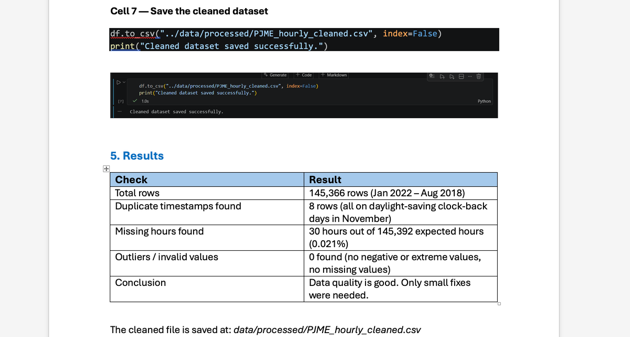 Cell 7 — Save the cleaned dataset
df.to_csv("../data/processed/PJME_hourly_cleaned.csv", index=False)
print("Cleaned dataset saved successfully.")
Generate + Code + Markdown
df.to_csv("../data/processed/PJME_hourly_cleaned.csv", index=False)
print("Cleaned dataset saved successfully.")
Python
Cleaned dataset saved successfully.
5. Results
Check Result
Total rows 145,366 rows (Jan 2022 – Aug 2018)
Duplicate timestamps found 8 rows (all on daylight-saving clock-back
days in November)
Missing hours found 30 hours out of 145,392 expected hours
(0.021%)
Outliers / invalid values 0 found (no negative or extreme values,
no missing values)
Conclusion Data quality is good. Only small fixes
were needed.
The cleaned file is saved at: data/processed/PJME_hourly_cleaned.csv